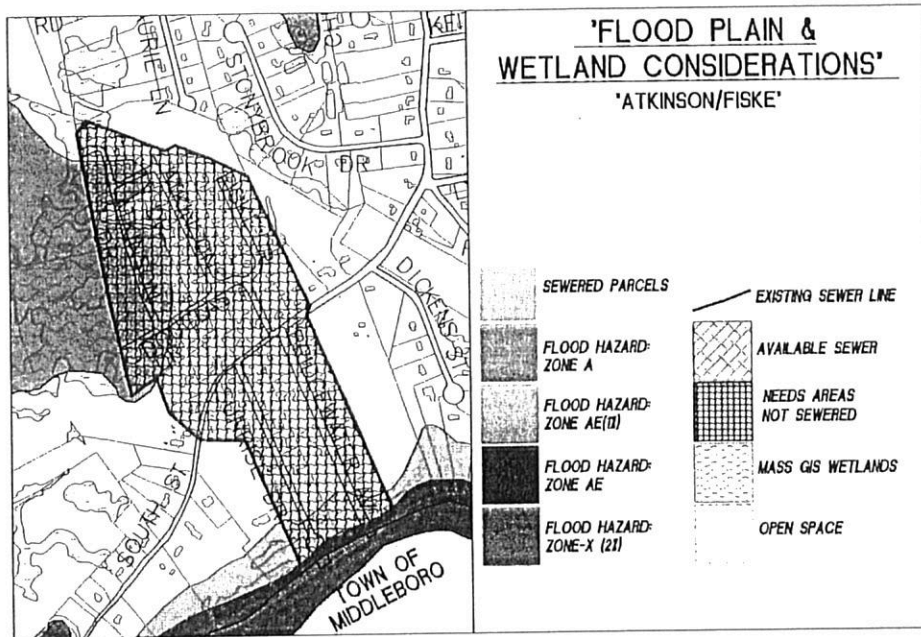 'FLOOD PLAIN &
WETLAND CONSIDERATIONS'
'ATKINSON/FISKE'
RD
STONYBROOK DR
DICKENS ST
SOUTH ST
TOWN OF
MIDDLEBORO
SEWERED PARCELS
FLOOD HAZARD:
ZONE A
FLOOD HAZARD:
ZONE AE(1%)
FLOOD HAZARD:
ZONE AE
FLOOD HAZARD:
ZONE-X (2%)
EXISTING SEWER LINE
AVAILABLE SEWER
NEEDS AREAS
NOT SEWERED
MASS GIS WETLANDS
OPEN SPACE